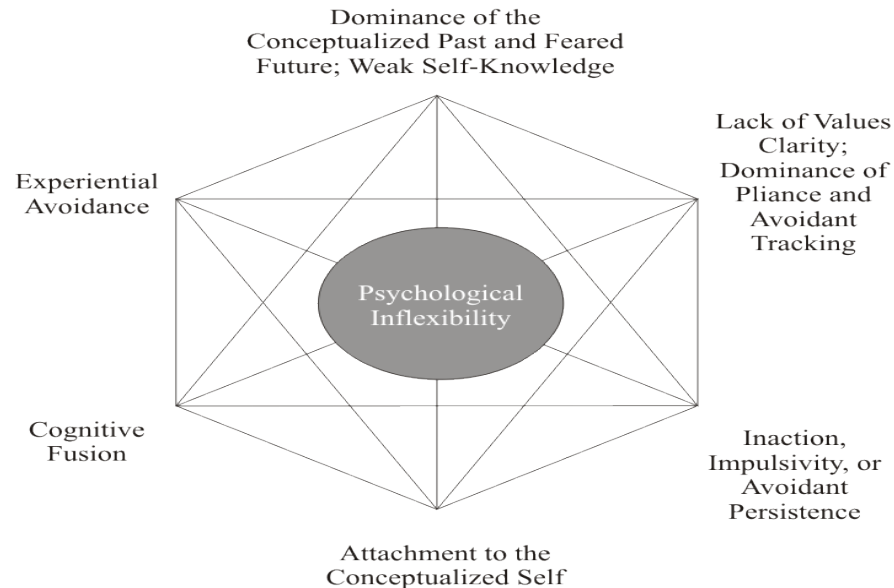 Dominance of the
Conceptualized Past and Feared
Future; Weak Self-Knowledge
Lack of Values
Clarity;
Dominance of
Pliance and
Avoidant
Tracking
Experiential
Avoidance
Psychological
Inflexibility
Cognitive
Fusion
Inaction,
Impulsivity, or
Avoidant
Persistence
Attachment to the
Conceptualized Self